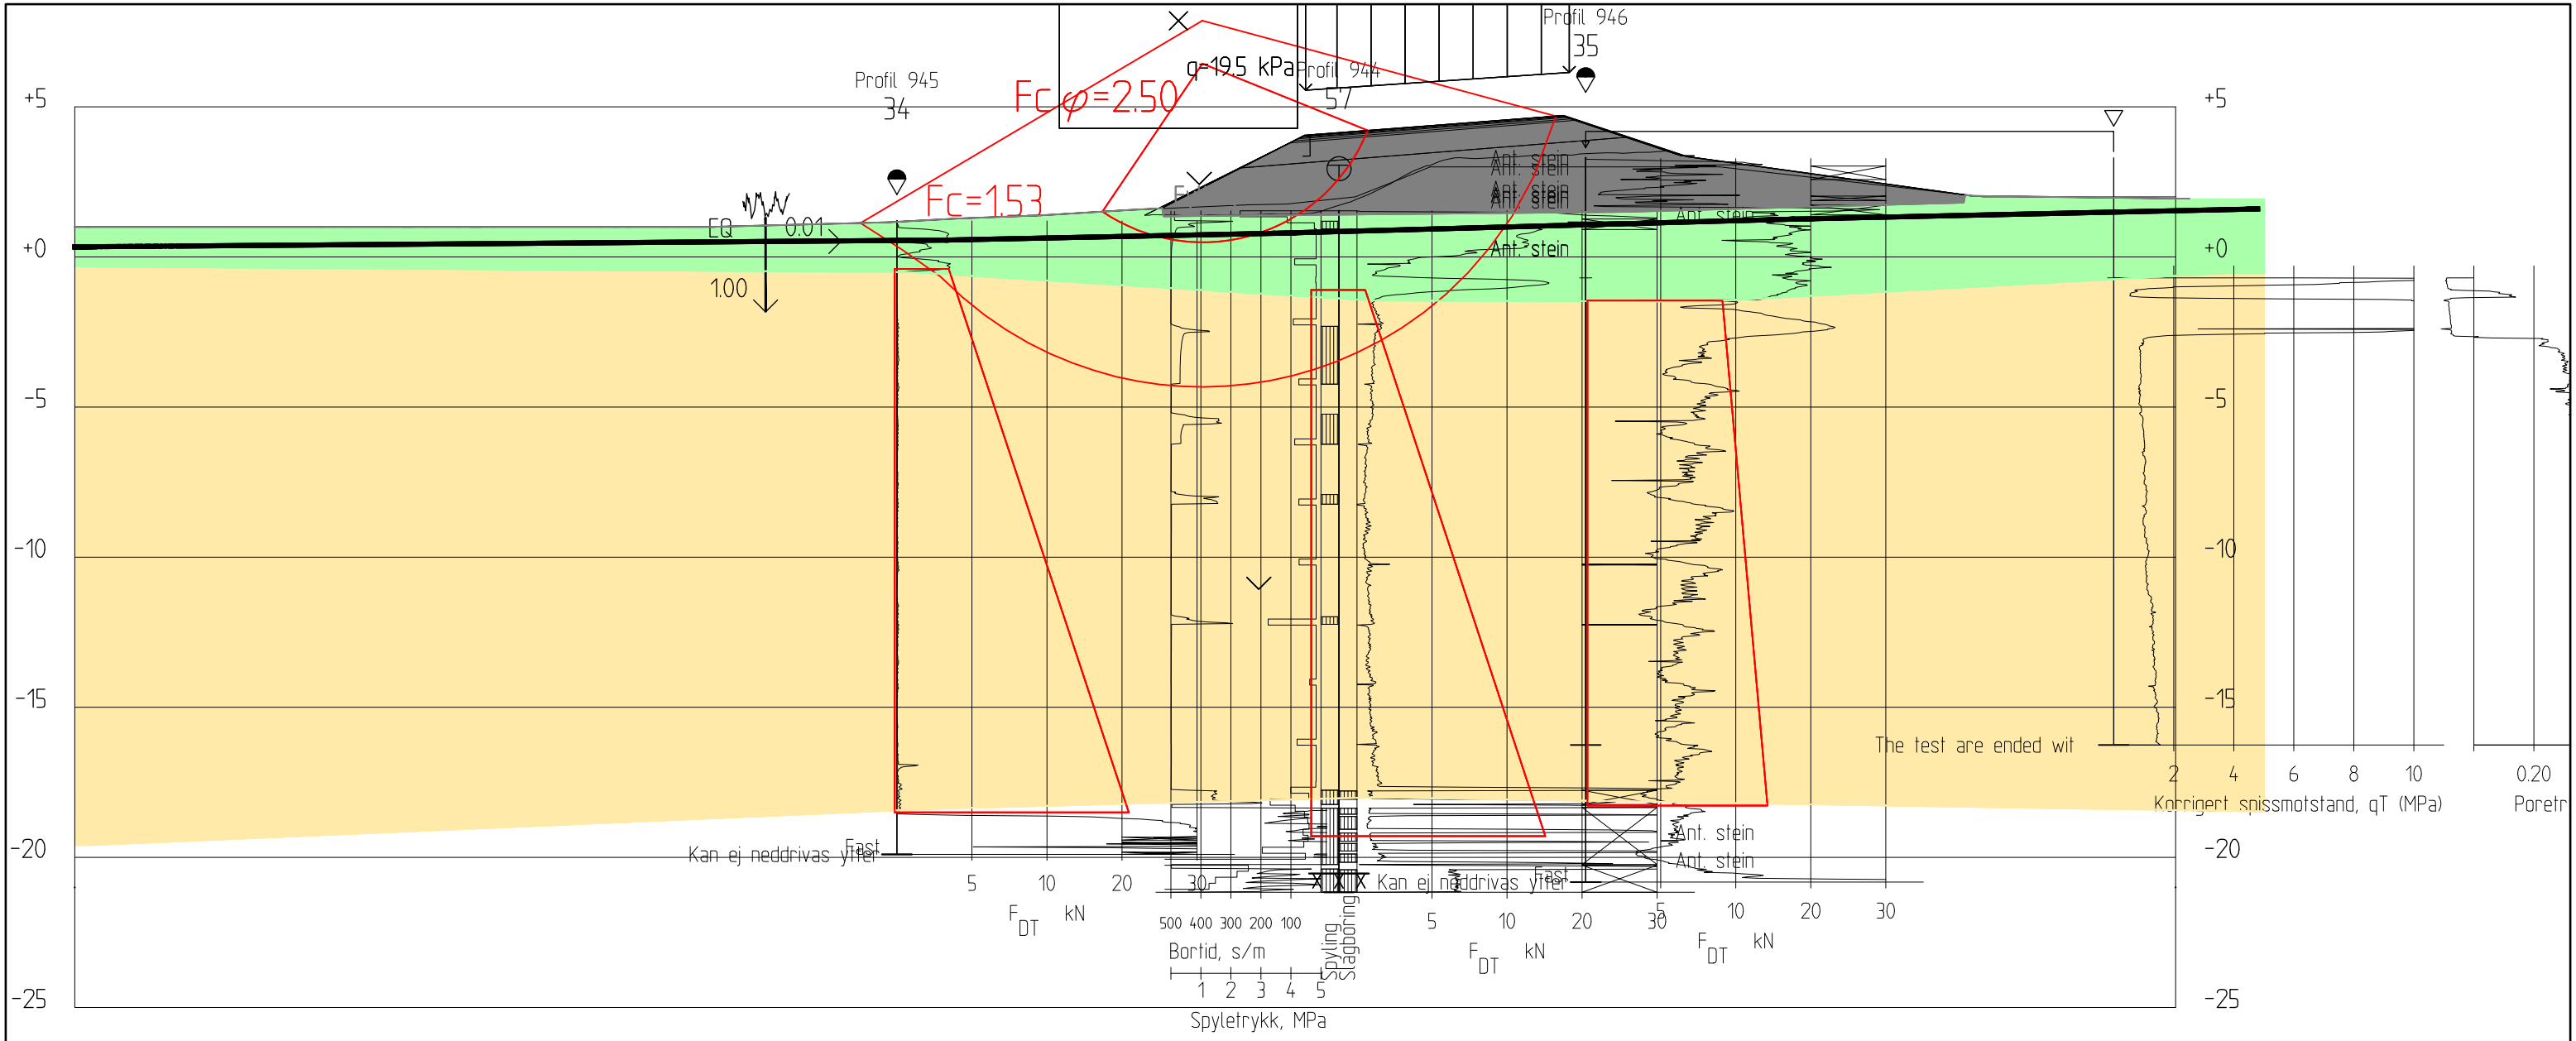 Profil 946
35
q=19.5 kPa
Profil 944
57
Profil 945
34
Fcφ=2.50
+5
+5
Ant. stein
Ant. stein
Ant. stein
Ant. stein
Fc=1.53
Ant. stein
EQ 0.01
+0
Ant. stein
+0
1.00
-5
-5
-10
-10
-15
-15
The test are ended wit
2 4 6 8 10
0.20
Korrigert spissmotstand, qT (MPa)
Poretr
Ant. stein
-20
Kan ej neddrivas ytter
Fast
Ant. stein
-20
5 10 20 30
Kan ej neddrivas ytter
Fast
F DT kN
500 400 300 200 100
Spyling
Slagboring
5 10 20 30
5 10 20 30
Bortid, s/m
F DT kN
F DT kN
1 2 3 4 5
-25
-25
Spyletrykk, MPa